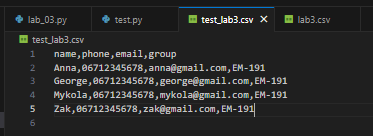 lab_03.py test.py test_lab3.csv lab3.csv
test_lab3.csv
1 name,phone,email,group
2 Anna,06712345678,anna@gmail.com,EM-191
3 George,06712345678,george@gmail.com,EM-191
4 Mykola,06712345678,mykola@gmail.com,EM-191
5 Zak,06712345678,zak@gmail.com,EM-191
6